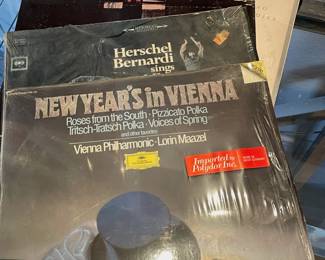 Herschel
Bernardi
sings
NEW YEAR'S in VIENNA
Roses from the South · Pizzicato Polka
Tritsch-Tratsch Polka · Voices of Spring
and other favorites
Vienna Philharmonic · Lorin Maazel
Imported by
Polydor Inc.